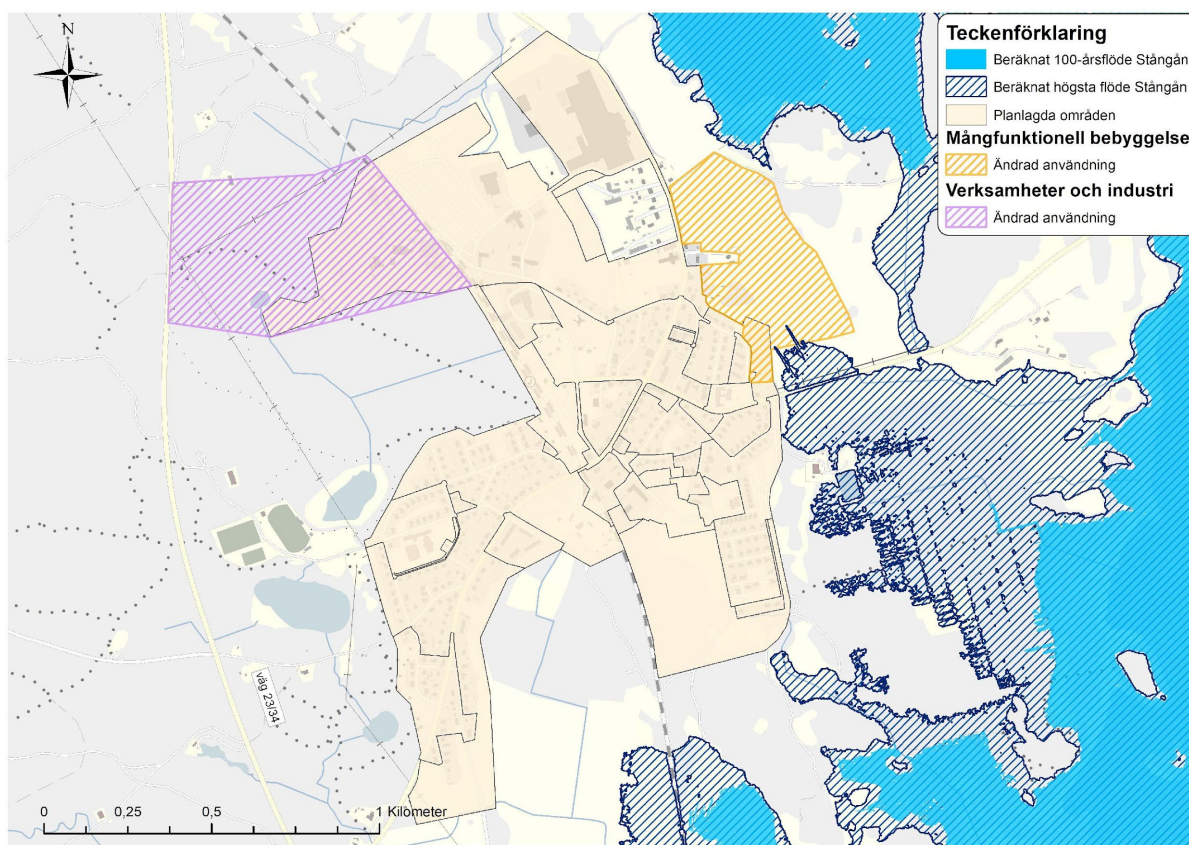 N
Teckenförklaring
Beräknat 100-årsflöde Stångån
Beräknat högsta flöde Stångån
Planlagda områden
Mångfunktionell bebyggelse
Ändrad användning
Verksamheter och industri
Ändrad användning
väg 23/34
0 0,25 0,5 1 Kilometer